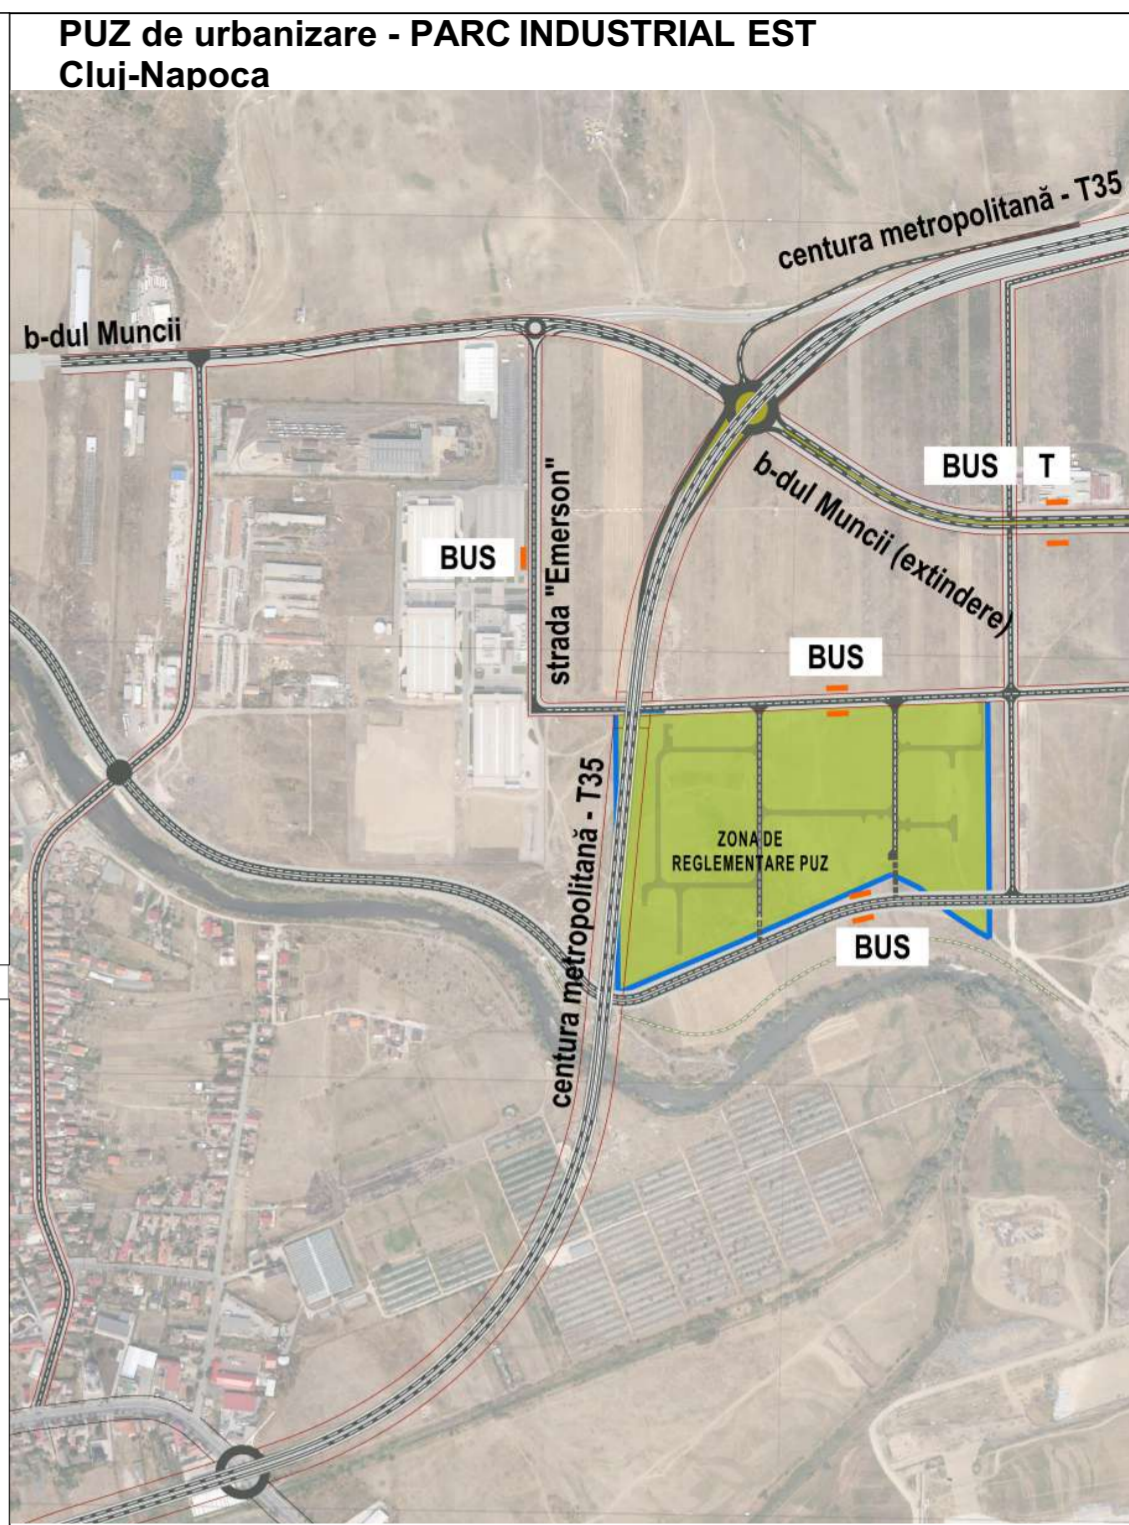 PUZ de urbanizare - PARC INDUSTRIAL EST
Cluj-Napoca
centura metropolitană - T35
b-dul Muncii
BUS T
b-dul Muncii (extindere)
strada "Emerson"
BUS
BUS
centura metropolitană - T35
ZONA DE
REGLEMENTARE PUZ
BUS